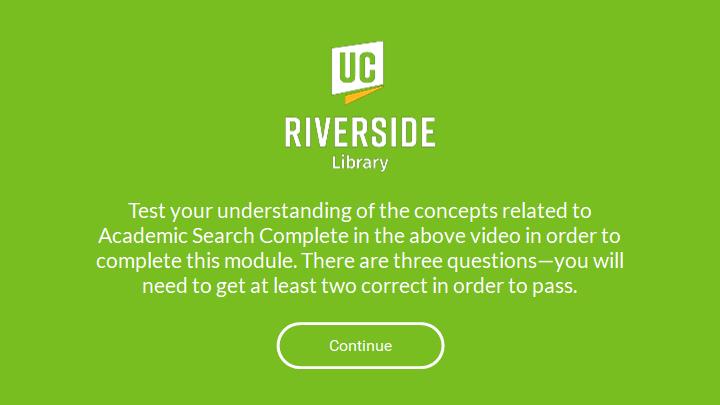 UC
RIVERSIDE
Library
Test your understanding of the concepts related to
Academic Search Complete in the above video in order to
complete this module. There are three questions—you will
need to get at least two correct in order to pass.
Continue